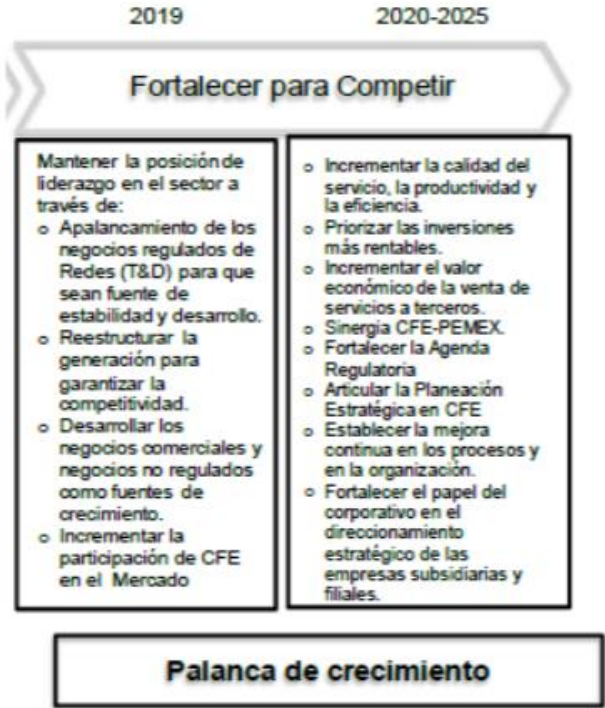 2019
2020-2025
Fortalecer para Competir
Mantener la posición de
liderazgo en el sector a
través de:
o Apalancamiento de los
negocios regulados de
Redes (T&D) para que
sean fuente de
estabilidad y desarrollo.
o Reestructurar la
generación para
garantizar la
competitividad.
o Desarrollar los
negocios comerciales y
negocios no regulados
como fuentes de
crecimiento.
o Incrementar la
participación de CFE
en el Mercado
o Incrementar la calidad del
servicio, la productividad y
la eficiencia.
o Priorizar las inversiones
más rentables.
o Incrementar el valor
económico de la venta de
servicios a terceros.
o Sinergia CFE-PEMEX.
o Fortalecer la Agenda
Regulatoria
o Articular la Planeación
Estratégica en CFE
o Establecer la mejora
continua en los procesos y
en la organización.
o Fortalecer el papel del
corporativo en el
direccionamiento
estratégico de las
empresas subsidiarias y
filiales.
Palanca de crecimiento